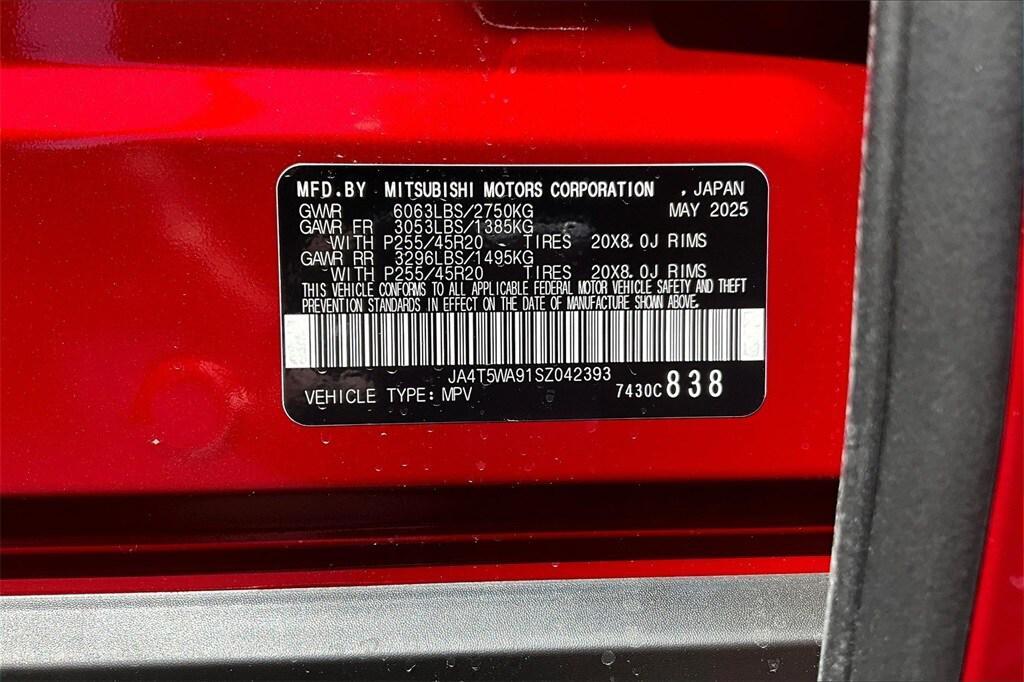 MFD.BY MITSUBISHI MOTORS CORPORATION , JAPAN
GVWR 6063LBS/2750KG MAY 2025
GAWR FR 3053LBS/1385KG
WITH P255/45R20 TIRES 20X8.0J RIMS
GAWR RR 3296LBS/1495KG
WITH P255/45R20 TIRES 20X8.0J RIMS
THIS VEHICLE CONFORMS TO ALL APPLICABLE FEDERAL MOTOR VEHICLE SAFETY AND THEFT
PREVENTION STANDARDS IN EFFECT ON THE DATE OF MANUFACTURE SHOWN ABOVE.
JA4T5WA91SZ042393
VEHICLE TYPE: MPV 7430C 838